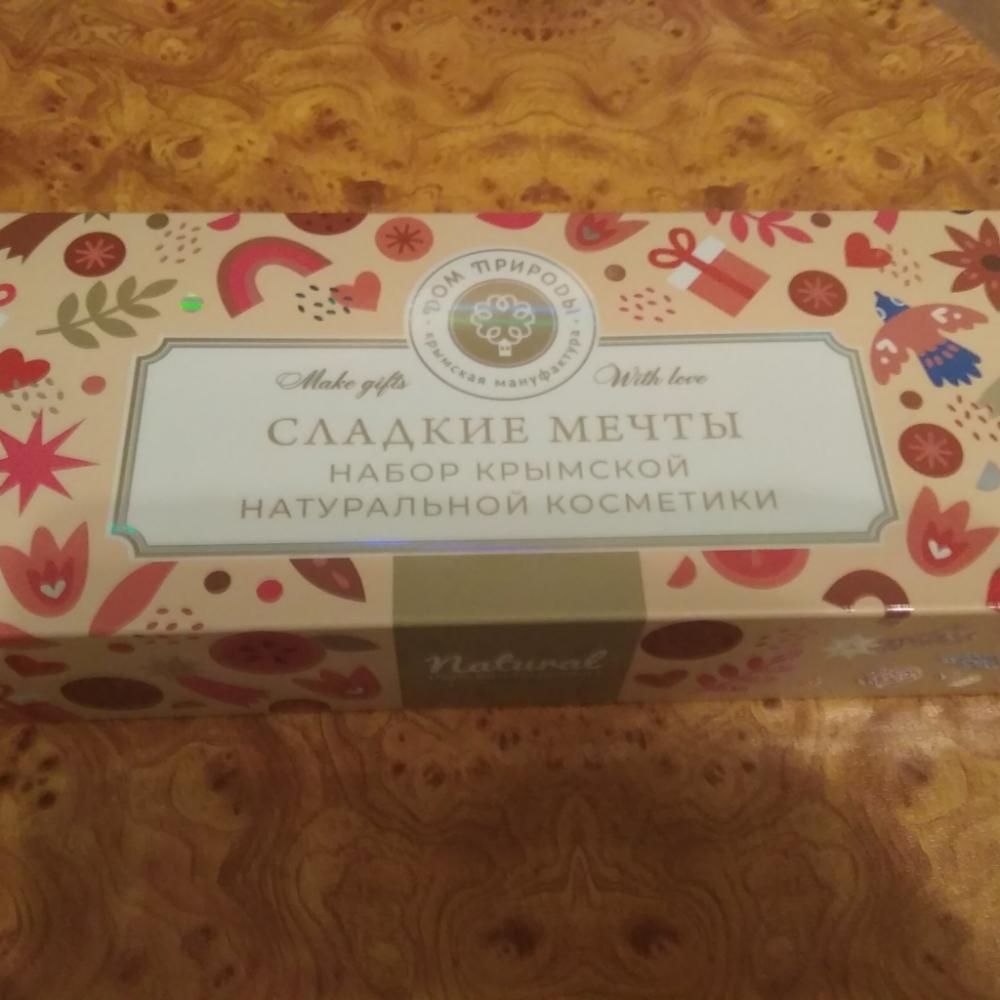 ДОМ ПРИРОДЫ
крымская мануфактура
Make gifts With love
СЛАДКИЕ МЕЧТЫ
НАБОР КРЫМСКОЙ
НАТУРАЛЬНОЙ КОСМЕТИКИ
Natural